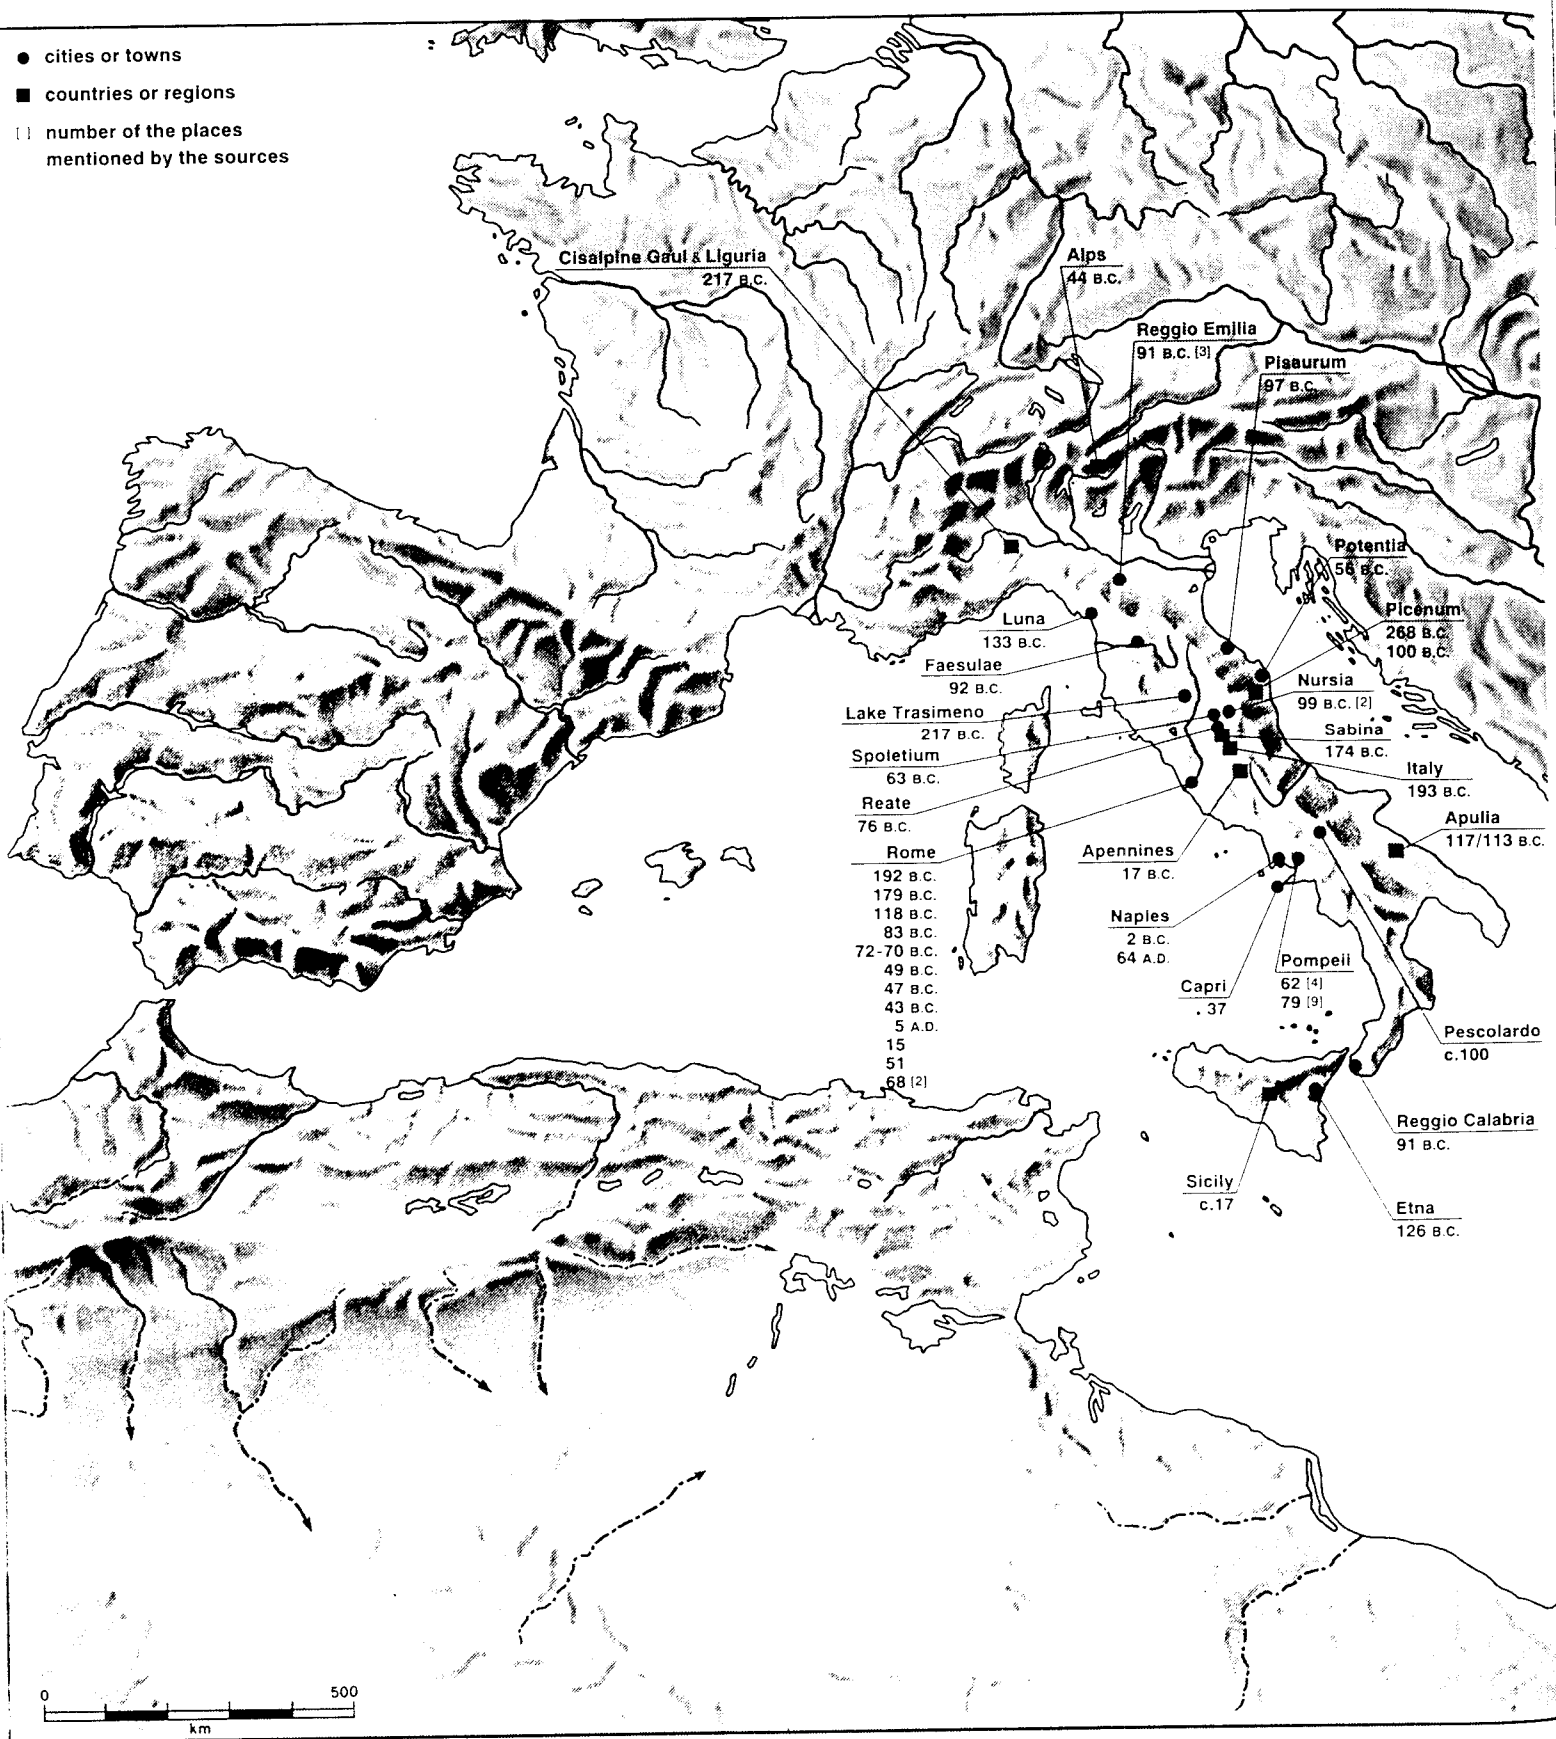 cities or towns
countries or regions
[ ] number of the places
mentioned by the sources
Cisalpine Gaul & Liguria
217 B.C.
Alps
44 B.C.
Reggio Emilia
91 B.C. [3]
Pisaurum
97 B.C.
Potentia
56 B.C.
Picenum
268 B.C.
100 B.C.
Luna
133 B.C.
Faesulae
92 B.C.
Nursia
99 B.C. [2]
Lake Trasimeno
217 B.C.
Sabina
174 B.C.
Spoletium
63 B.C.
Italy
193 B.C.
Reate
76 B.C.
Apulia
117/113 B.C.
Rome
192 B.C.
179 B.C.
118 B.C.
83 B.C.
72-70 B.C.
49 B.C.
47 B.C.
43 B.C.
5 A.D.
15
51
68 [2]
Apennines
17 B.C.
Naples
2 B.C.
64 A.D.
Pompeii
62 [4]
79 [9]
Capri
37
Pescolardo
c.100
Reggio Calabria
91 B.C.
Sicily
c.17
Etna
126 B.C.
0 500
km